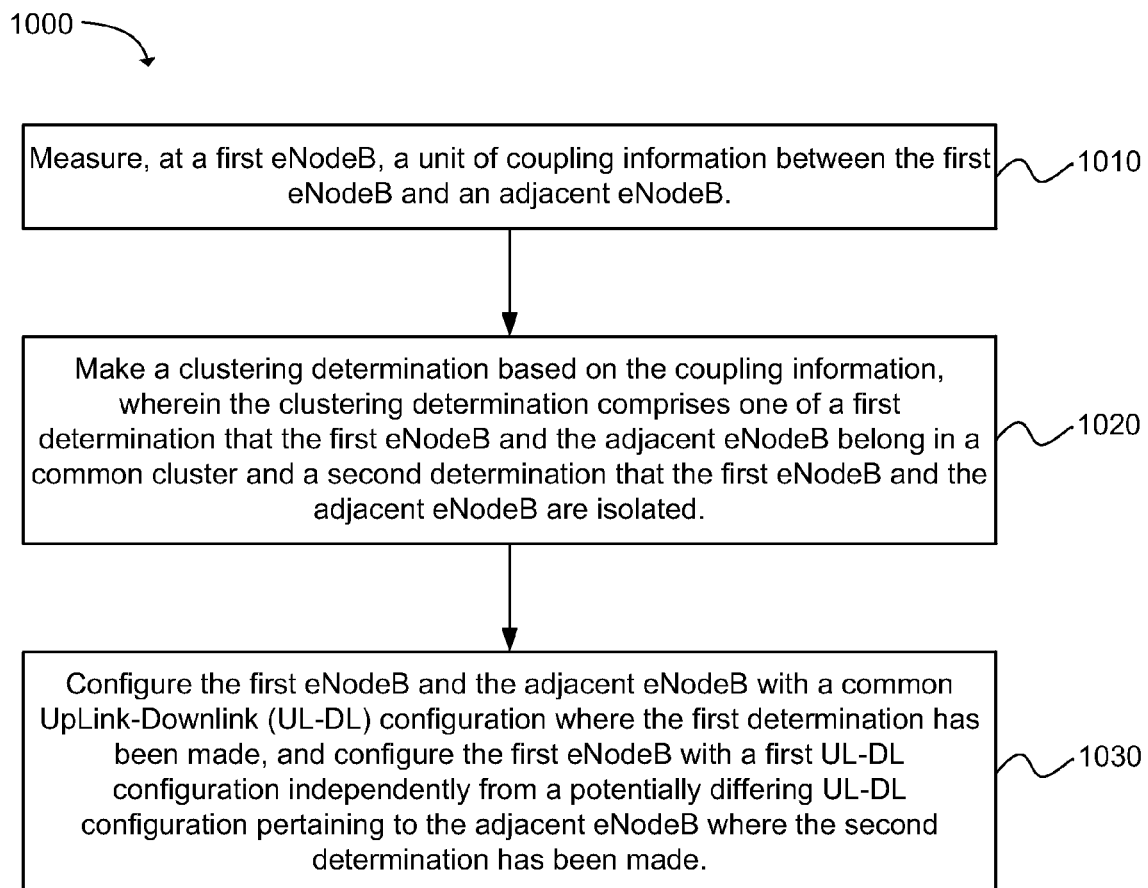 1000
Measure, at a first eNodeB, a unit of coupling information between the first
eNodeB and an adjacent eNodeB.
1010
Make a clustering determination based on the coupling information,
wherein the clustering determination comprises one of a first
determination that the first eNodeB and the adjacent eNodeB belong in a
common cluster and a second determination that the first eNodeB and the
adjacent eNodeB are isolated.
1020
Configure the first eNodeB and the adjacent eNodeB with a common
UpLink-Downlink (UL-DL) configuration where the first determination has
been made, and configure the first eNodeB with a first UL-DL
configuration independently from a potentially differing UL-DL
configuration pertaining to the adjacent eNodeB where the second
determination has been made.
1030